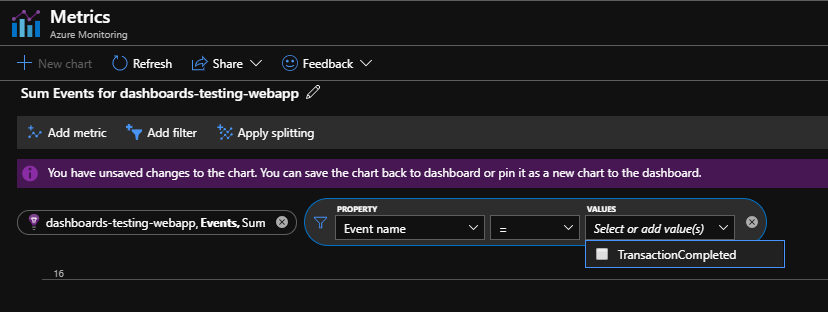 Metrics
Azure Monitoring
New chart Refresh Share Feedback
Sum Events for dashboards-testing-webapp
Add metric Add filter Apply splitting
You have unsaved changes to the chart. You can save the chart back to dashboard or pin it as a new chart to the dashboard.
PROPERTY VALUES
dashboards-testing-webapp, Events, Sum Event name = Select or add value(s)
TransactionCompleted
16